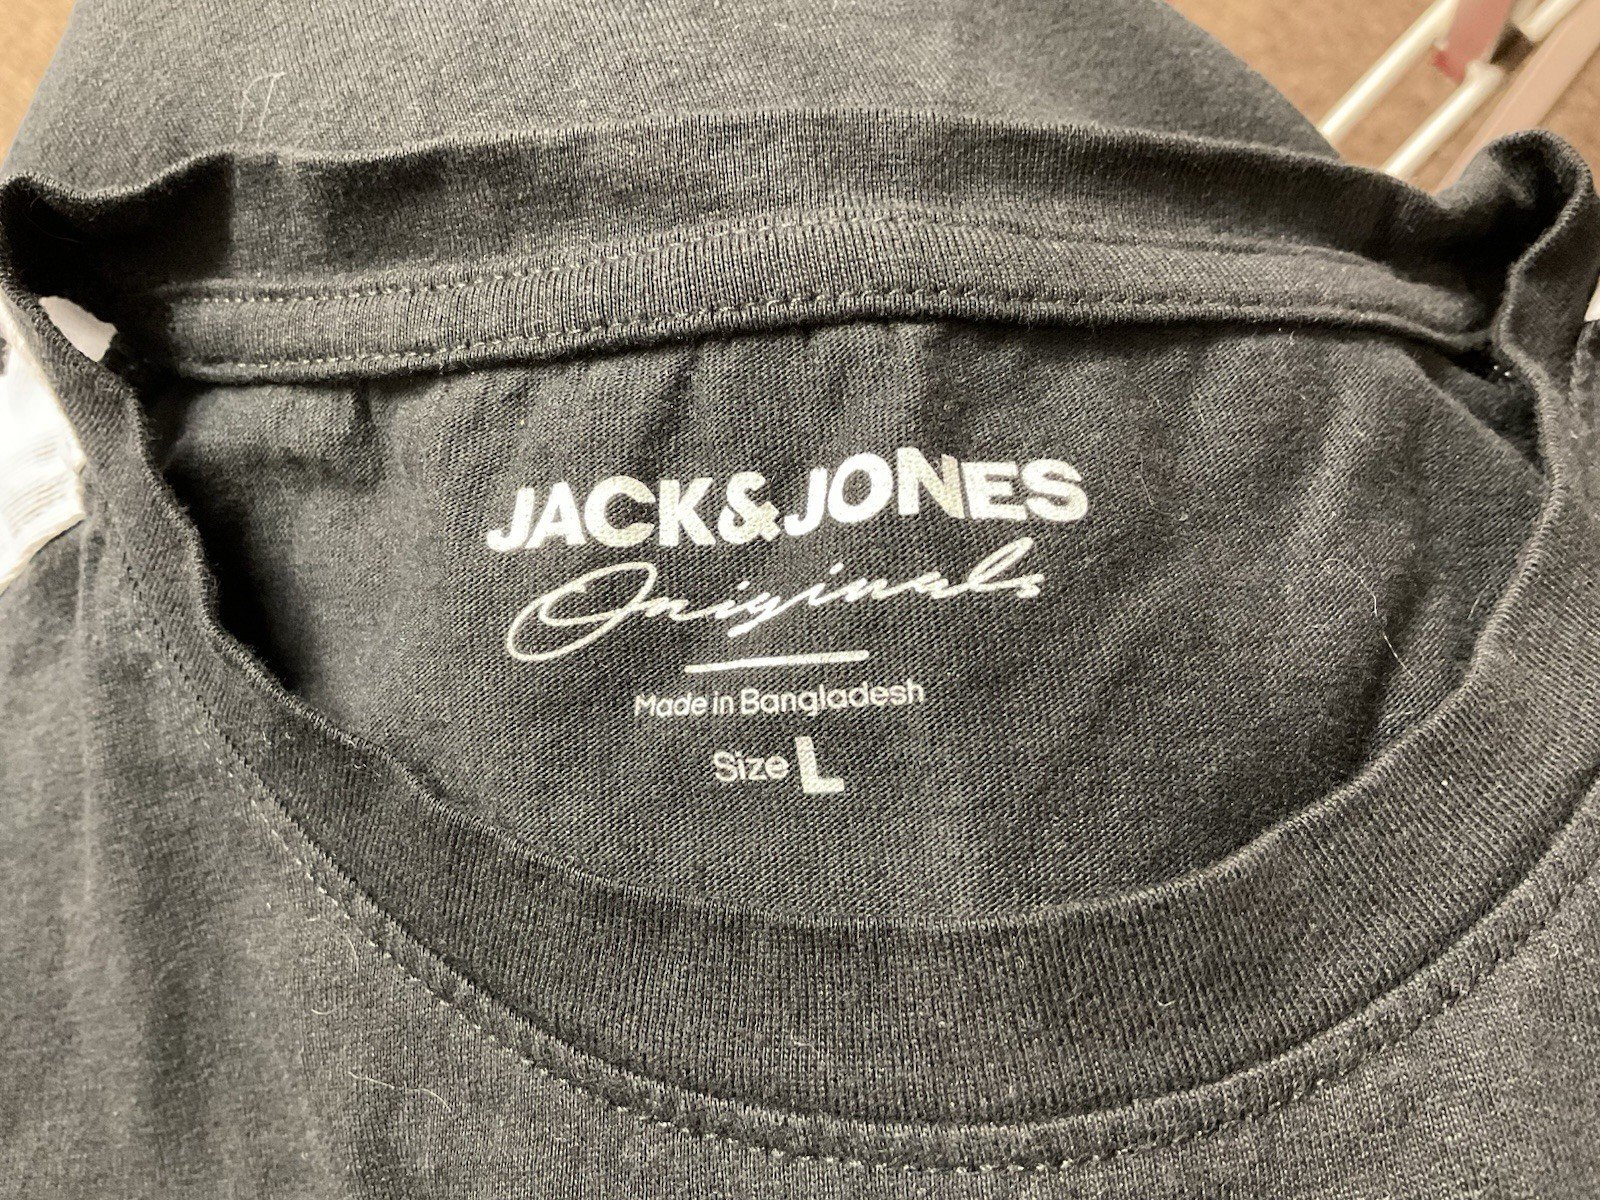 JACK&JONES
Originals
Made in Bangladesh
Size L